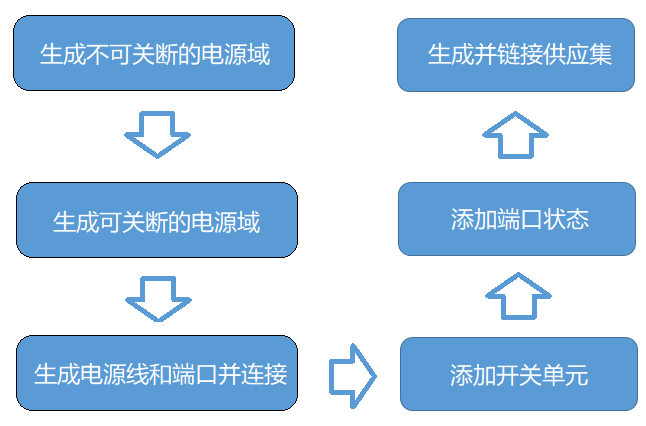 生成不可关断的电源域
生成可关断的电源域
生成电源线和端口并连接
添加开关单元
添加端口状态
生成并链接供应集